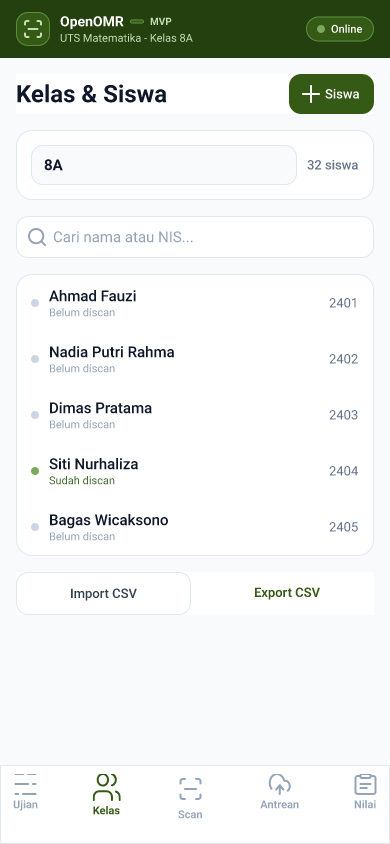 OpenOMR MVP
UTS Matematika - Kelas 8A
Online
Kelas & Siswa
Siswa
8A
32 siswa
Cari nama atau NIS...
Ahmad Fauzi
Belum discan
2401
Nadia Putri Rahma
Belum discan
2402
Dimas Pratama
Belum discan
2403
Siti Nurhaliza
Sudah discan
2404
Bagas Wicaksono
Belum discan
2405
Import CSV
Export CSV
Ujian
Kelas
Scan
Antrean
Nilai